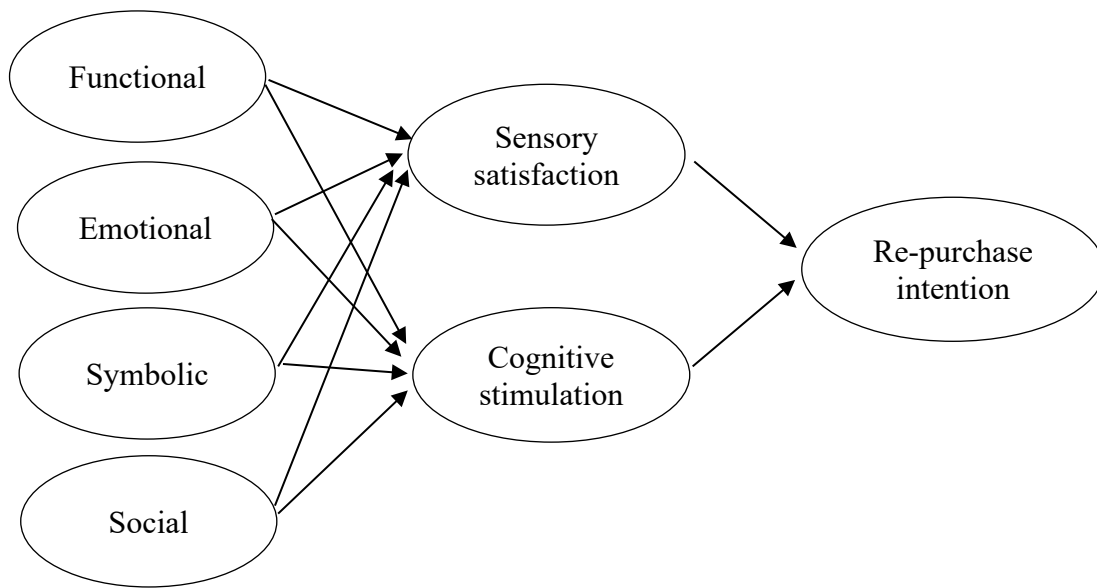 Functional
Emotional
Symbolic
Social
Sensory
satisfaction
Cognitive
stimulation
Re-purchase
intention